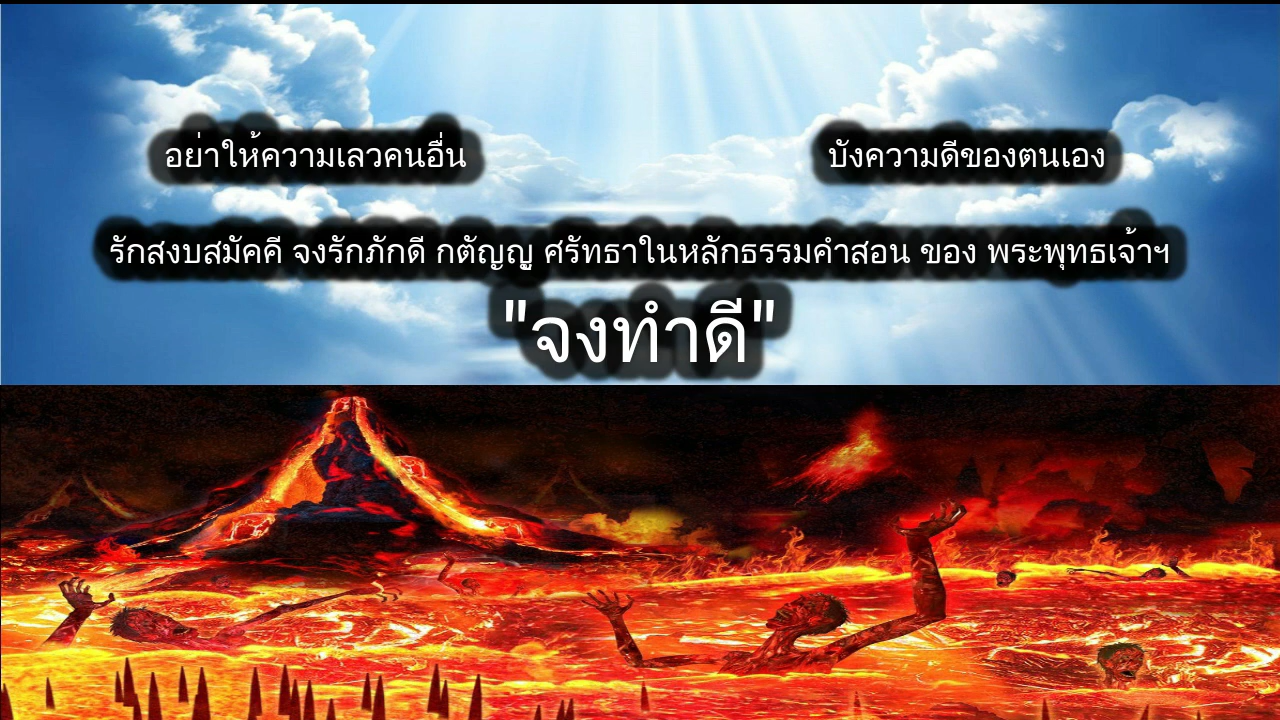 อย่าให้ความเลวคนอื่น บังความดีของตนเอง
รักสงบสมัคคี จงรักภักดี กตัญญู ศรัทธาในหลักธรรมคำสอน ของ พระพุทธเจ้าฯ
"จงทำดี"